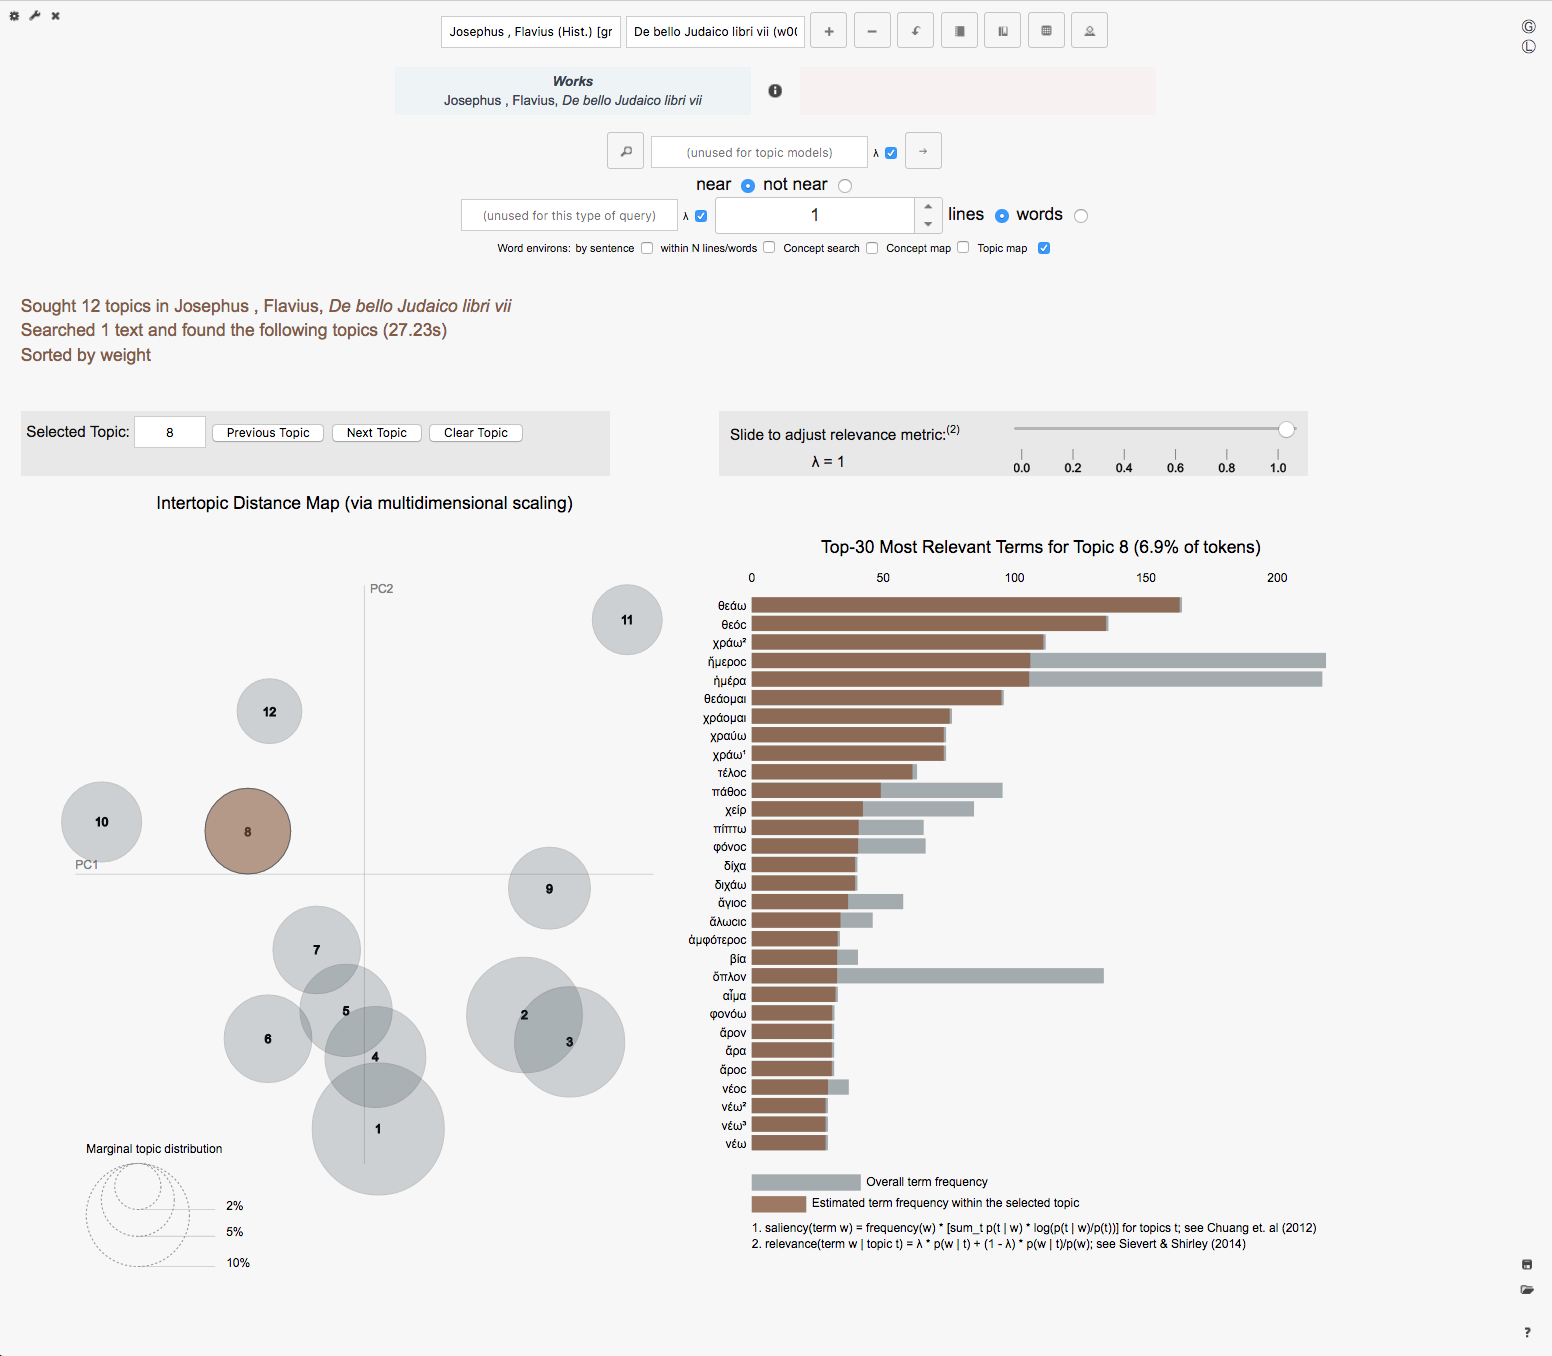 Josephus , Flavius (Hist.) [gr
De bello Judaico libri vii (w00
Works
Josephus , Flavius, De bello Judaico libri vii
(unused for topic models)
λ
near not near
(unused for this type of query)
λ
1
lines words
Word environs: by sentence within N lines/words Concept search Concept map Topic map
G
L
Sought 12 topics in Josephus , Flavius, De bello Judaico libri vii
Searched 1 text and found the following topics (27.23s)
Sorted by weight
Selected Topic: 8 Previous Topic Next Topic Clear Topic
Slide to adjust relevance metric:(2)
λ = 1
0.0 0.2 0.4 0.6 0.8 1.0
Intertopic Distance Map (via multidimensional scaling)
PC2
11
12
10
8
PC1
9
7
5
2
6
3
4
1
Marginal topic distribution
2%
5%
10%
Top-30 Most Relevant Terms for Topic 8 (6.9% of tokens)
0 50 100 150 200
θεάω
θεόϲ
χράω²
ἥμεροϲ
ἡμέρα
θεάομαι
χράομαι
χραύω
χράω¹
τέλοϲ
πάθοϲ
χείρ
πίπτω
φόνοϲ
δίχα
διχάω
ἅγιοϲ
ἅλωϲιϲ
ἀμφότεροϲ
βία
ὅπλον
αἷμα
φονόω
ἄρον
ἄρα
ἄροϲ
νέοϲ
νέω²
νέω³
νέω
Overall term frequency
Estimated term frequency within the selected topic
1. saliency(term w) = frequency(w) * [sum_t p(t | w) * log(p(t | w)/p(t))] for topics t; see Chuang et. al (2012)
2. relevance(term w | topic t) = λ * p(w | t) + (1 - λ) * p(w | t)/p(w); see Sievert & Shirley (2014)
?